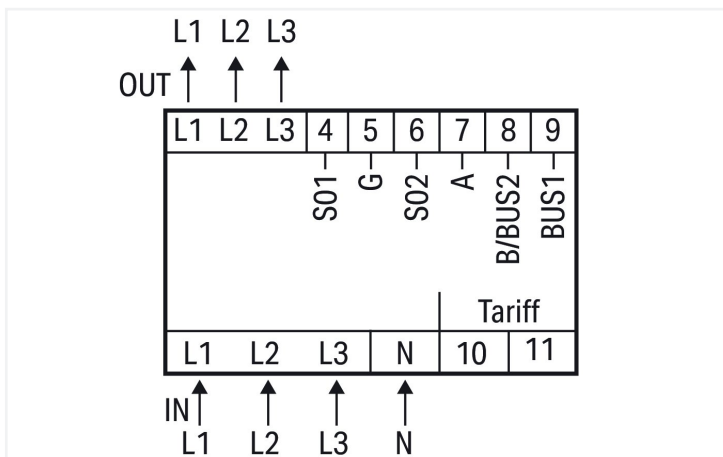 L1 L2 L3
OUT
L1 L2 L3 4 5 6 7 8 9
S01 G S02 A B/BUS2 BUS1
Tariff
L1 L2 L3 N 10 11
IN
L1 L2 L3 N